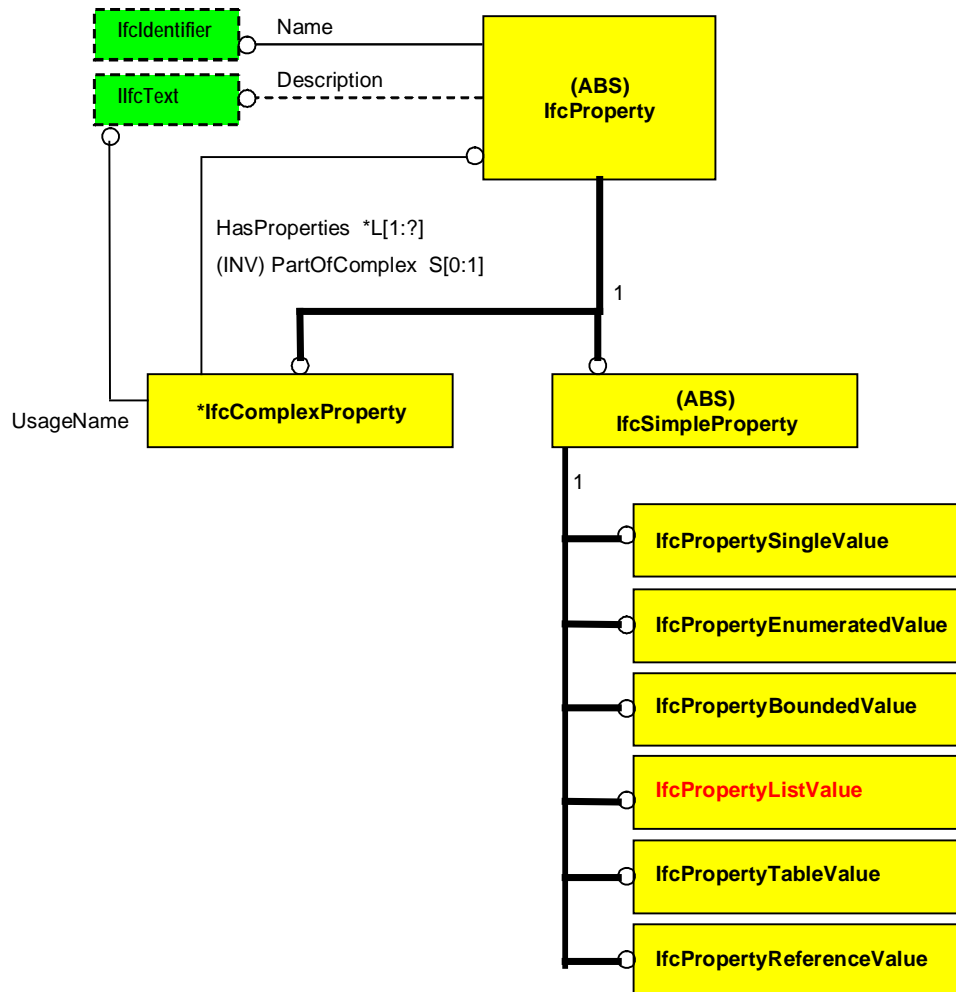 IfcIdentifier
Name
IIfcText
Description
(ABS)
IfcProperty
HasProperties *L[1:?]
(INV) PartOfComplex S[0:1]
1
UsageName
*IfcComplexProperty
(ABS)
IfcSimpleProperty
1
IfcPropertySingleValue
IfcPropertyEnumeratedValue
IfcPropertyBoundedValue
IfcPropertyListValue
IfcPropertyTableValue
IfcPropertyReferenceValue